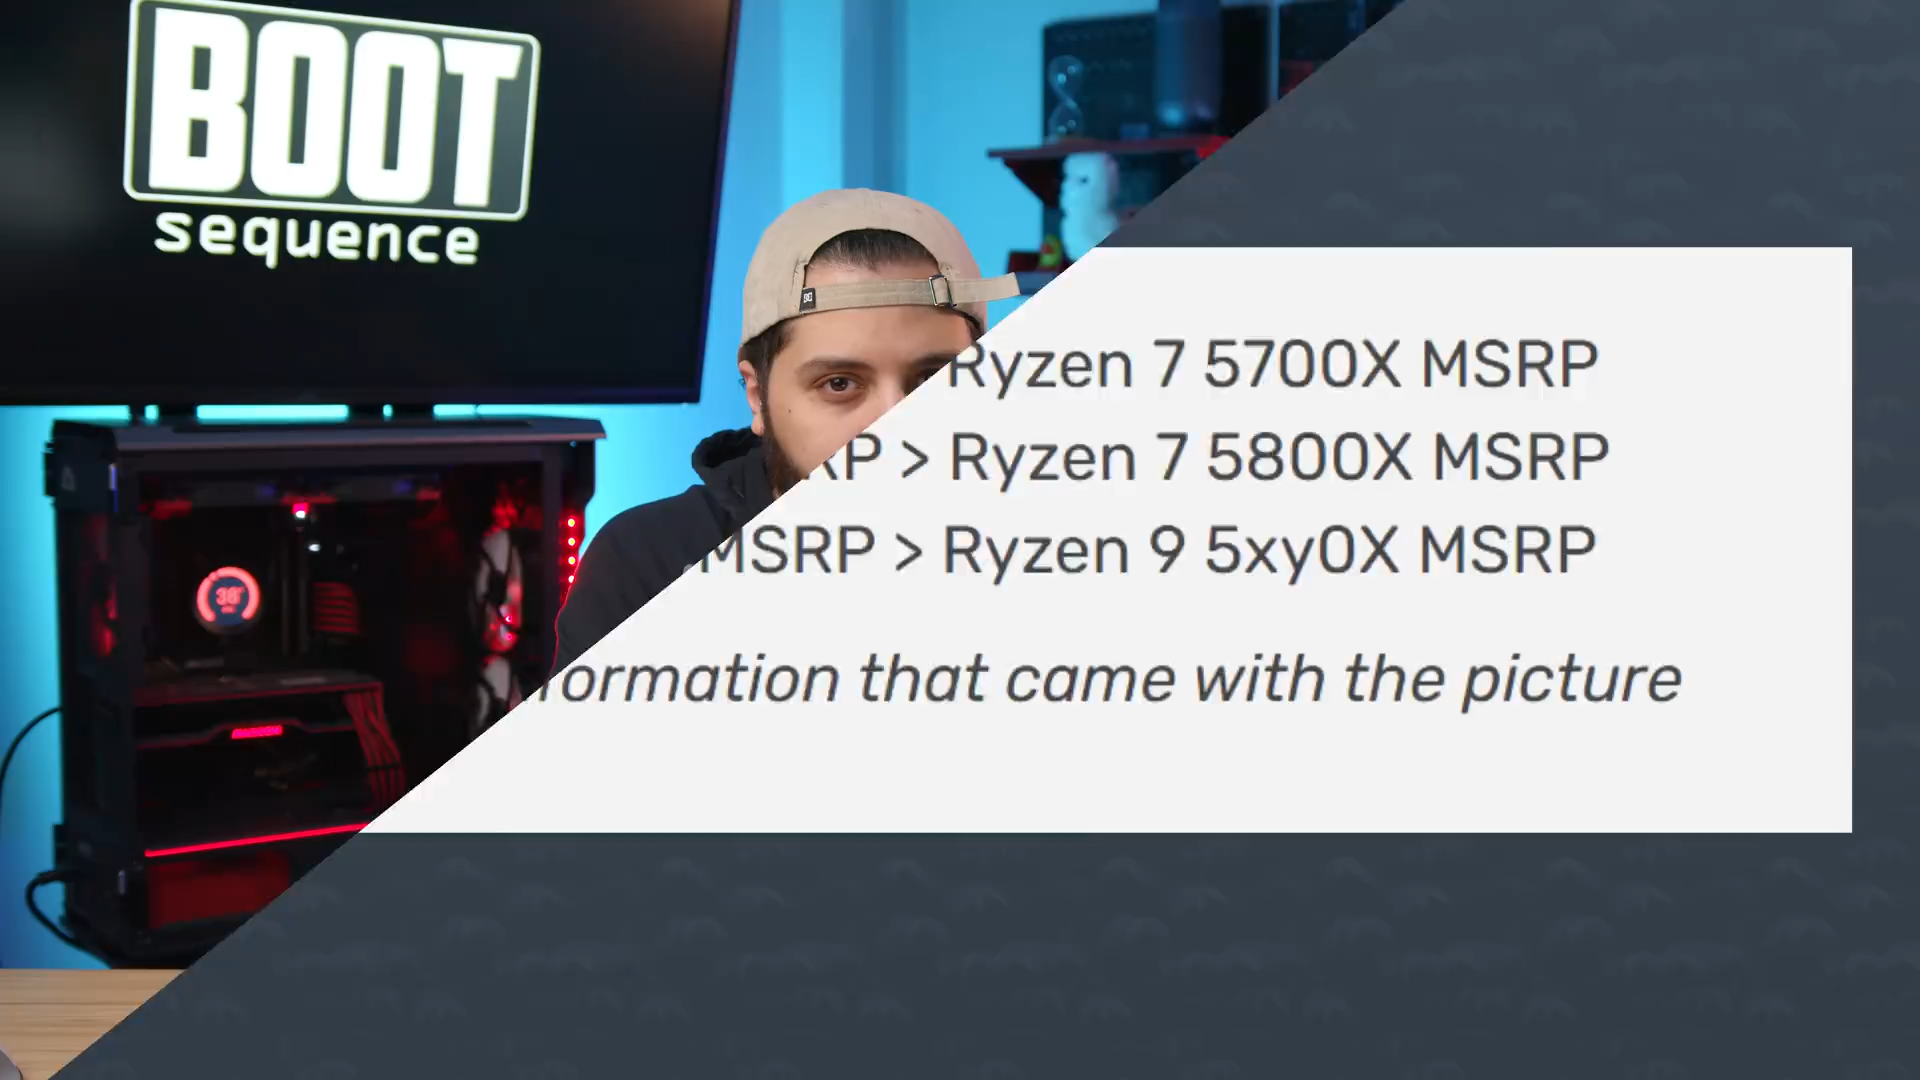 BOOT
sequence
Ryzen 7 5700X MSRP
> Ryzen 7 5800X MSRP
MSRP > Ryzen 9 5xy0X MSRP
that came with the picture